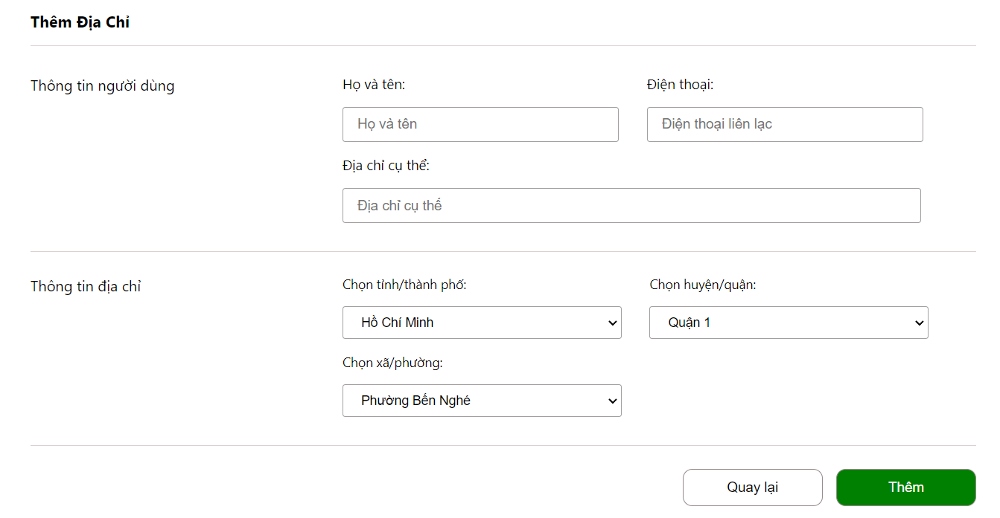 Thêm Địa Chỉ
Thông tin người dùng
Họ và tên:
Điện thoại:
Họ và tên
Điện thoại liên lạc
Địa chỉ cụ thể:
Địa chỉ cụ thể
Thông tin địa chỉ
Chọn tỉnh/thành phố:
Chọn huyện/quận:
Hồ Chí Minh
Quận 1
Chọn xã/phường:
Phường Bến Nghé
Quay lại
Thêm